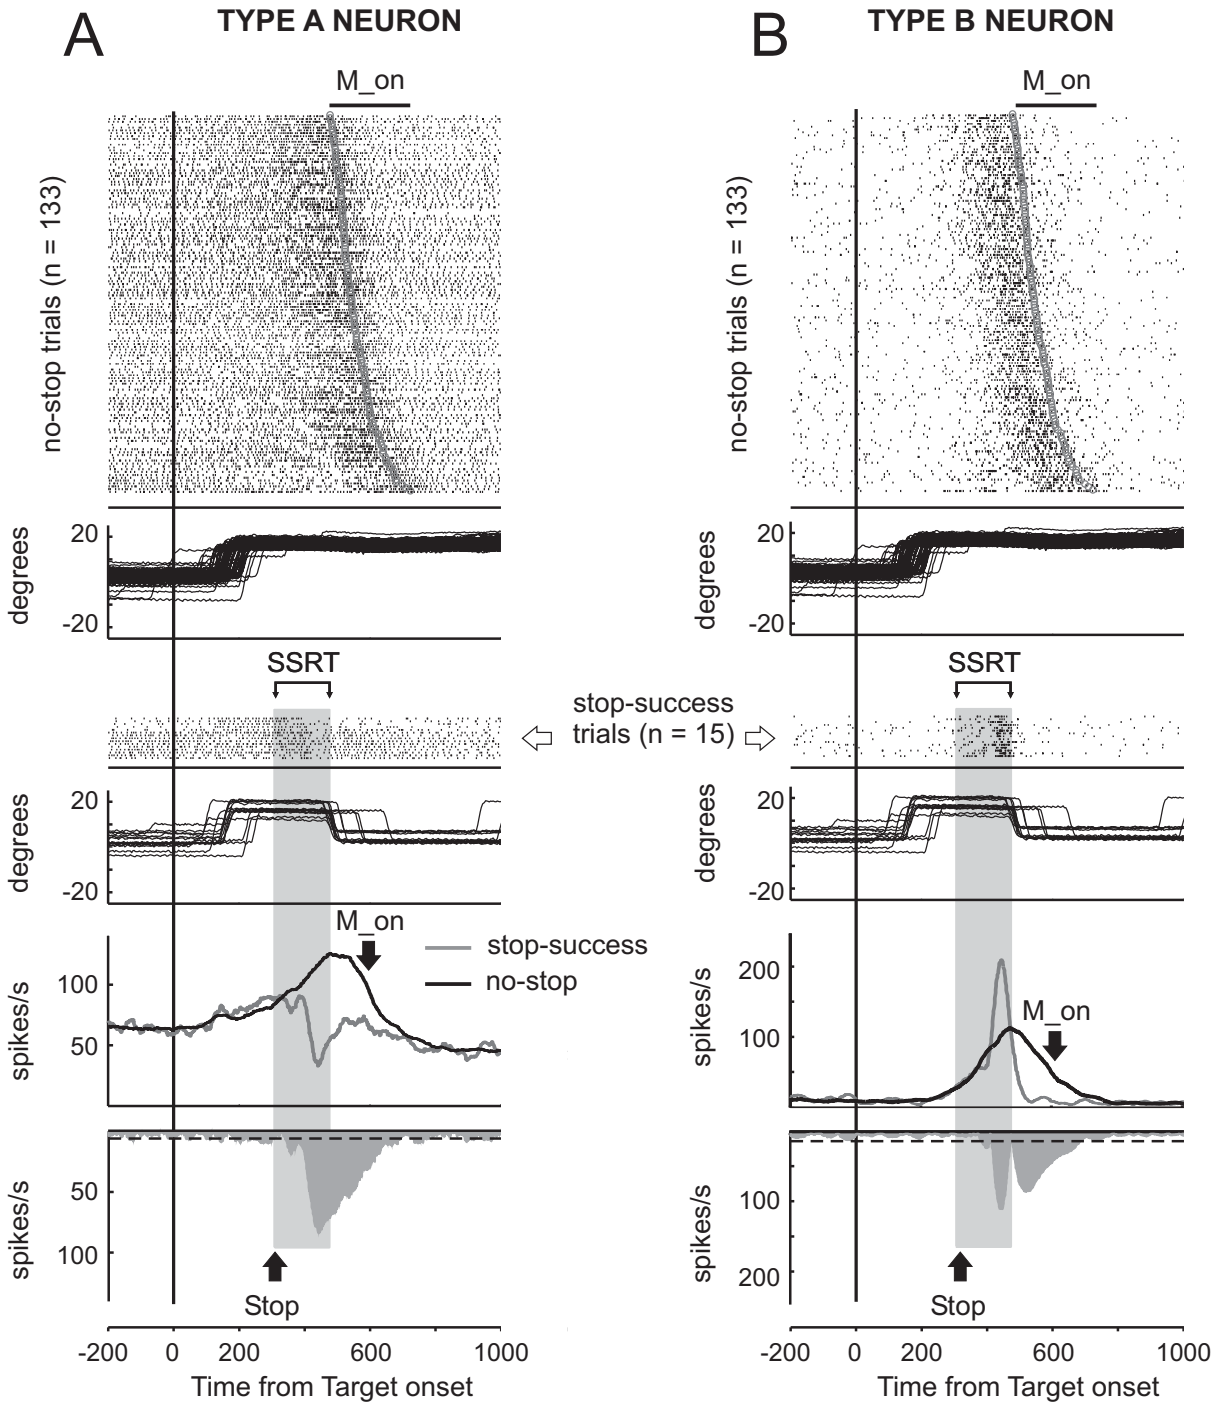 A
TYPE A NEURON
M_on
no-stop trials (n = 133)
degrees
20
-20
SSRT
stop-success
trials (n = 15)
degrees
20
-20
M_on
stop-success
no-stop
spikes/s
100
50
spikes/s
50
100
Stop
-200 0 200 600 1000
Time from Target onset
B
TYPE B NEURON
M_on
no-stop trials (n = 133)
degrees
20
-20
SSRT
degrees
20
-20
M_on
spikes/s
200
100
spikes/s
100
200
Stop
-200 0 200 600 1000
Time from Target onset